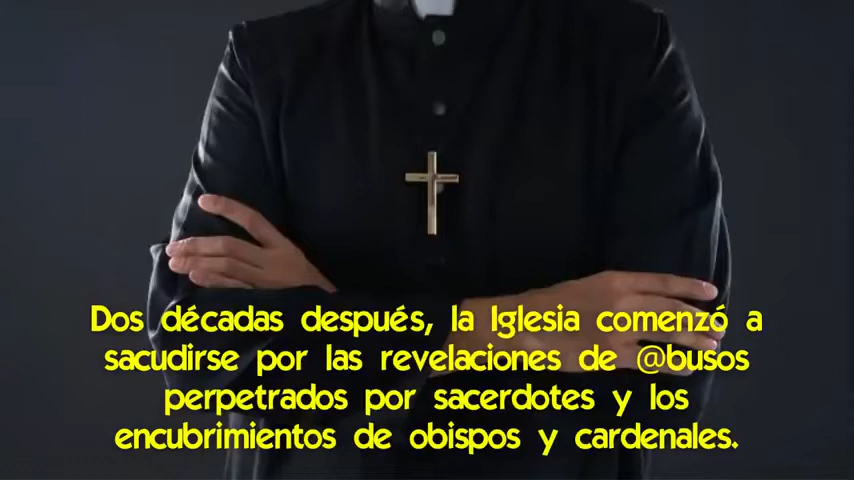 Dos décadas después, la Iglesia comenzó a
sacudirse por las revelaciones de @busos
perpetrados por sacerdotes y los
encubrimientos de obispos y cardenales.